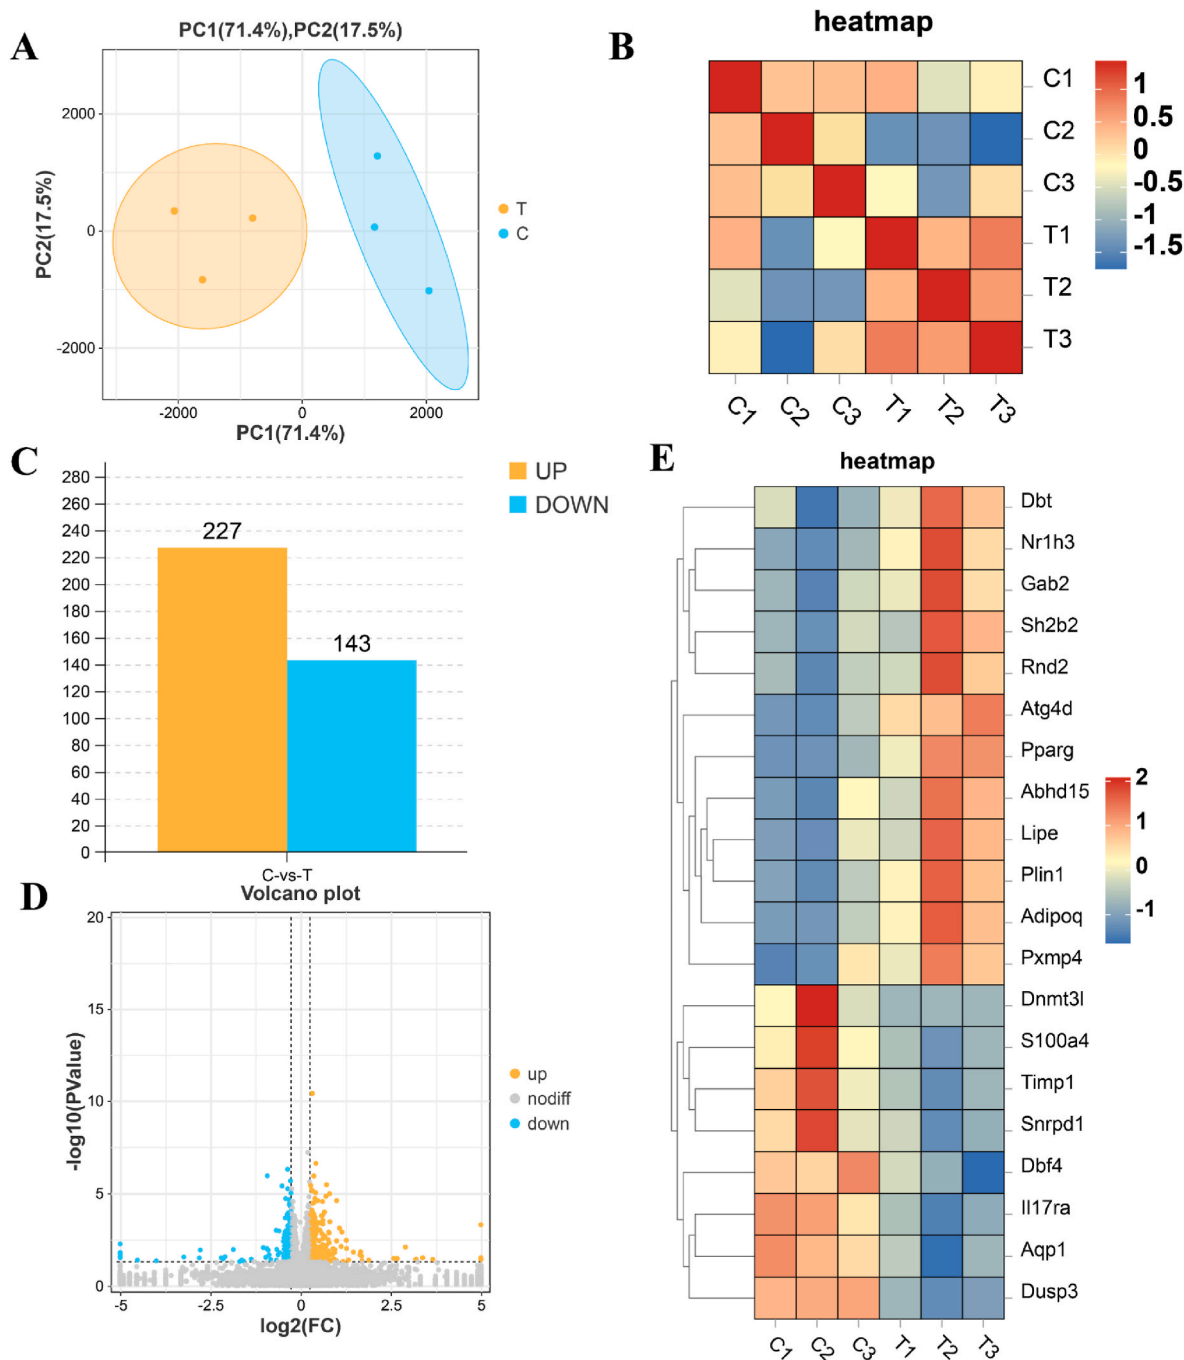 A
PC1(71.4%),PC2(17.5%)
2000
0
-2000
PC2(17.5%)
-2000
0
2000
PC1(71.4%)
T
C
B
heatmap
C1
C2
C3
T1
T2
T3
C1
C2
C3
T1
T2
T3
1
0.5
0
-0.5
-1
-1.5
C
280
260
240
220
200
180
160
140
120
100
80
60
40
20
0
227
143
C-vs-T
UP
DOWN
D
Volcano plot
20
15
10
5
0
-log10(PValue)
-5
-2.5
0
2.5
5
log2(FC)
up
nodiff
down
E
heatmap
Dbt
Nr1h3
Gab2
Sh2b2
Rnd2
Atg4d
Pparg
Abhd15
Lipe
Plin1
Adipoq
Pxmp4
Dnmt3l
S100a4
Timp1
Snrpd1
Dbf4
Il17ra
Aqp1
Dusp3
C1
C2
C3
T1
T2
T3
2
1
0
-1